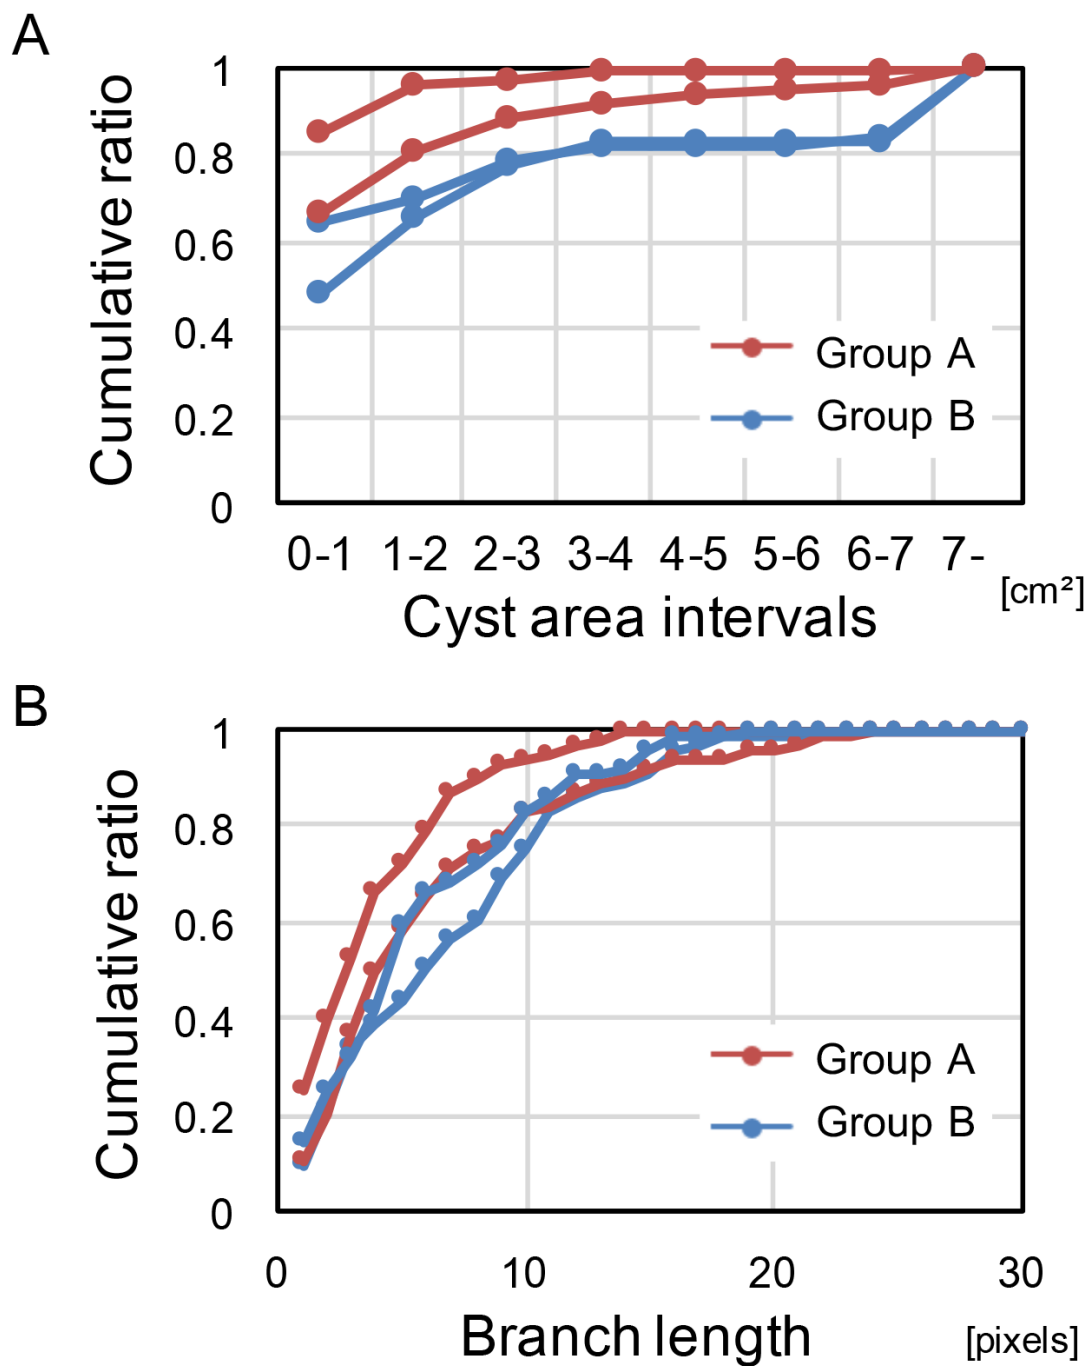 A
Cumulative ratio
1
0.8
0.6
0.4
0.2
0
Group A
Group B
0-1 1-2 2-3 3-4 4-5 5-6 6-7 7-
[cm²]
Cyst area intervals
B
Cumulative ratio
1
0.8
0.6
0.4
0.2
0
Group A
Group B
0 10 20 30
Branch length [pixels]